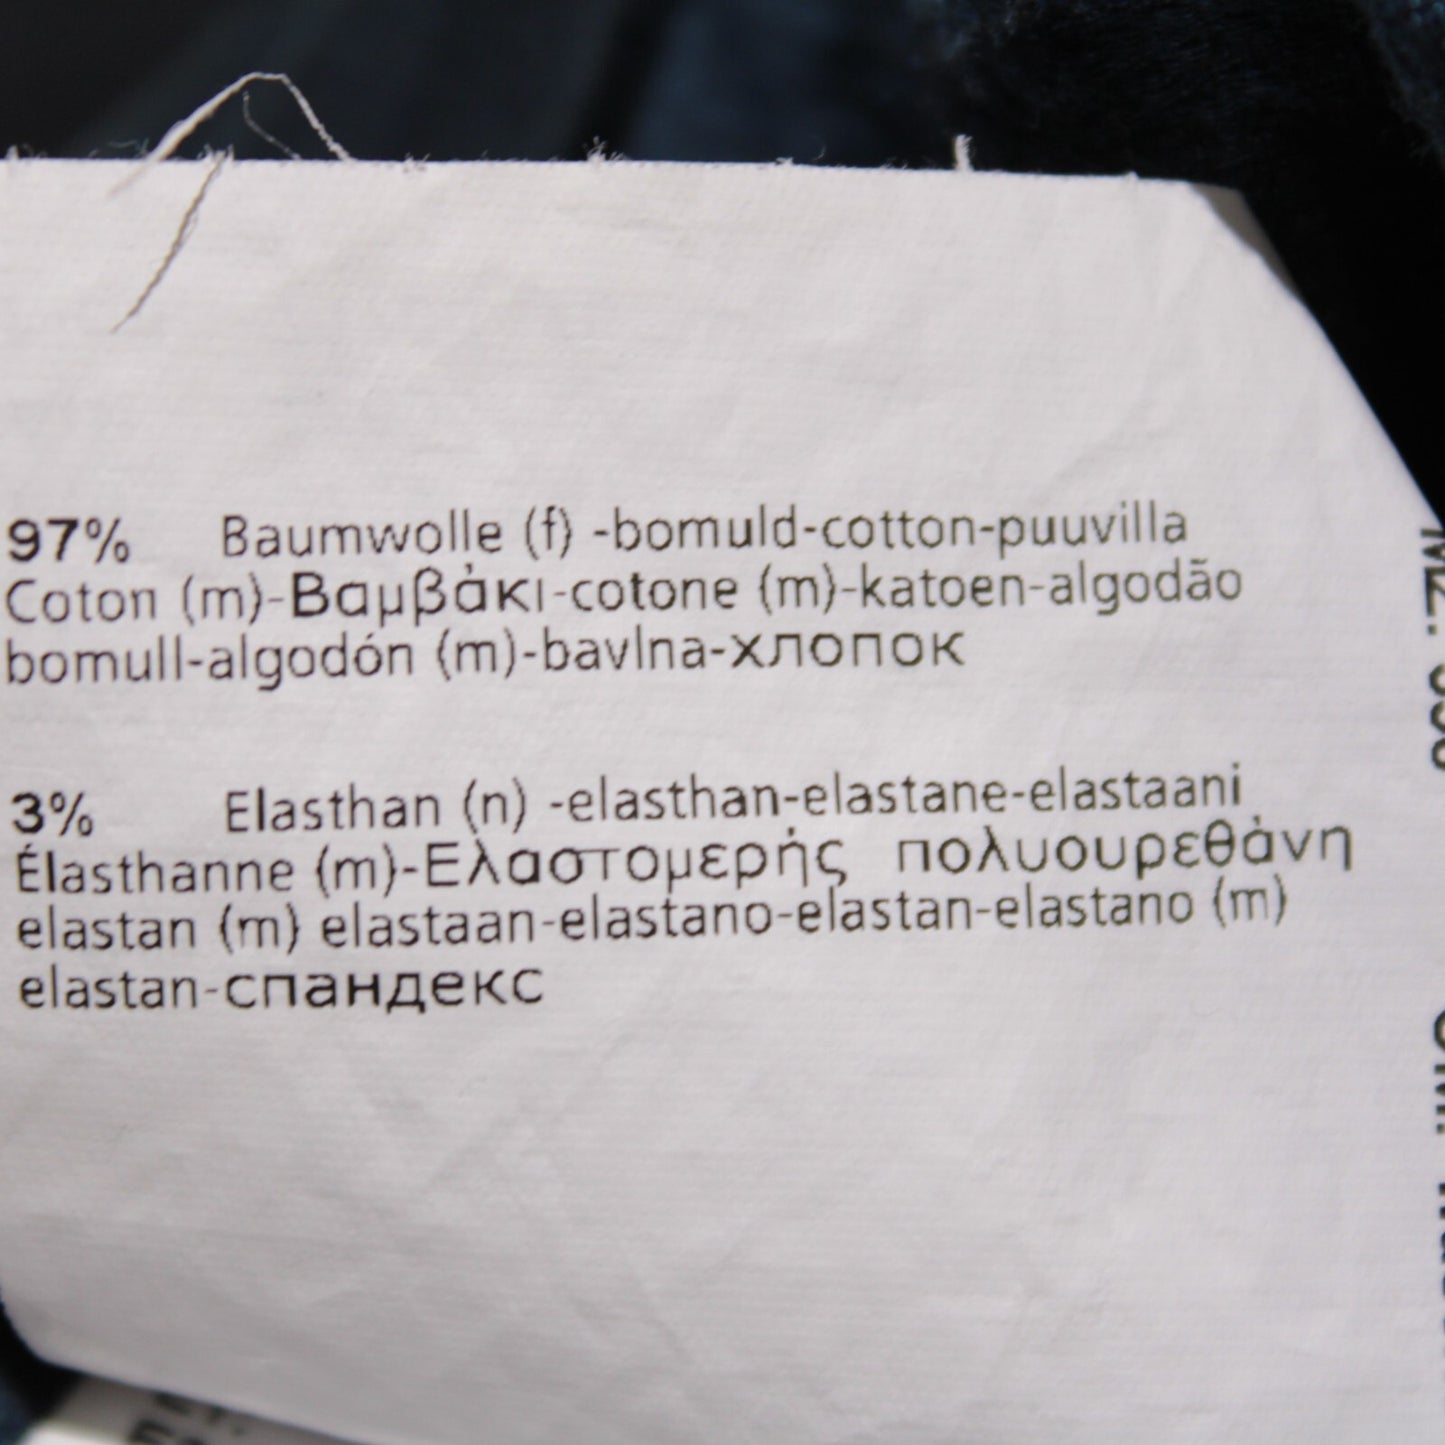 97% Baumwolle (f) -bomuld-cotton-puuvilla
Coton (m)-Βαμβάκι-cotone (m)-katoen-algodão
bomull-algodón (m)-bavlna-хлопок
3% Elasthan (n) -elasthan-elastane-elastaani
Élasthanne (m)-Ελαστομερής πολυουρεθάνη
elastan (m) elastaan-elastano-elastan-elastano (m)
elastan-спандекс